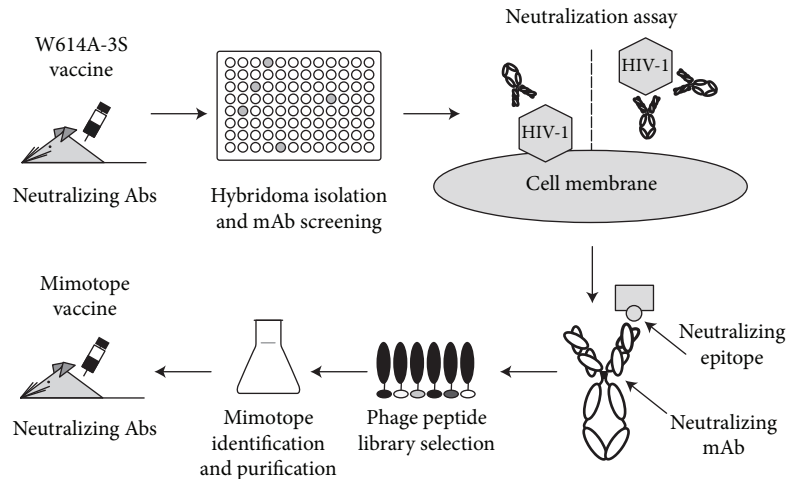 W614A-3S
vaccine
Neutralizing Abs
Hybridoma isolation
and mAb screening
Neutralization assay
HIV-1
HIV-1
Cell membrane
Neutralizing
epitope
Neutralizing
mAb
Phage peptide
library selection
Mimotope
identification
and purification
Mimotope
vaccine
Neutralizing Abs